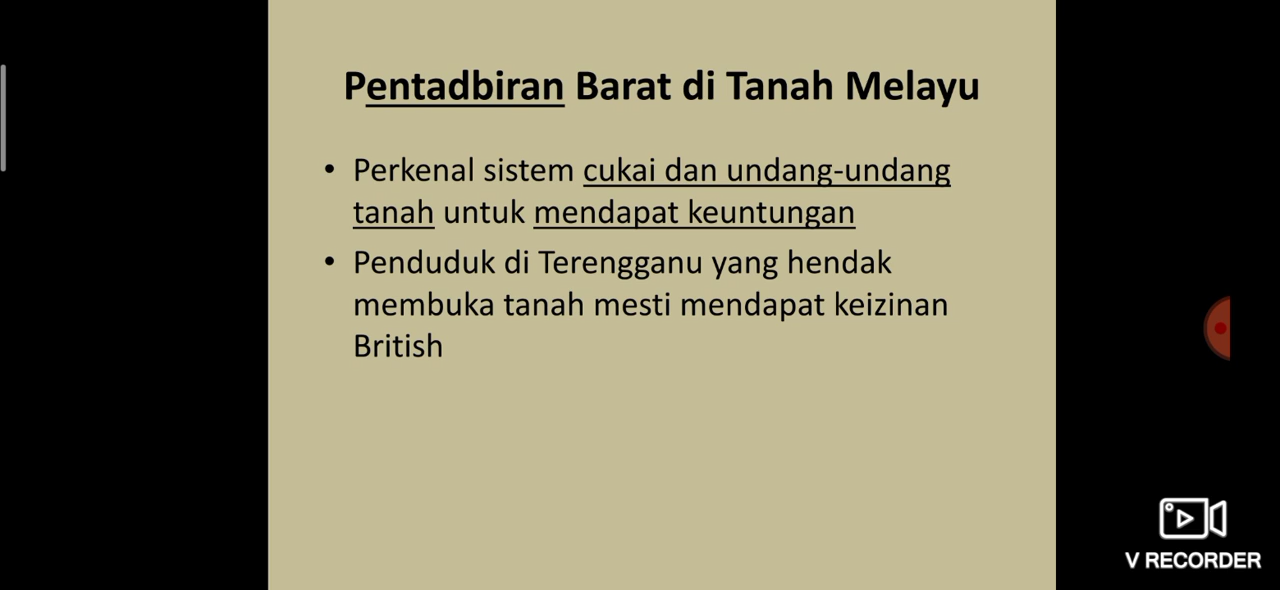 Pentadbiran Barat di Tanah Melayu
• Perkenal sistem cukai dan undang-undang
tanah untuk mendapat keuntungan
• Penduduk di Terengganu yang hendak
membuka tanah mesti mendapat keizinan
British
V RECORDER